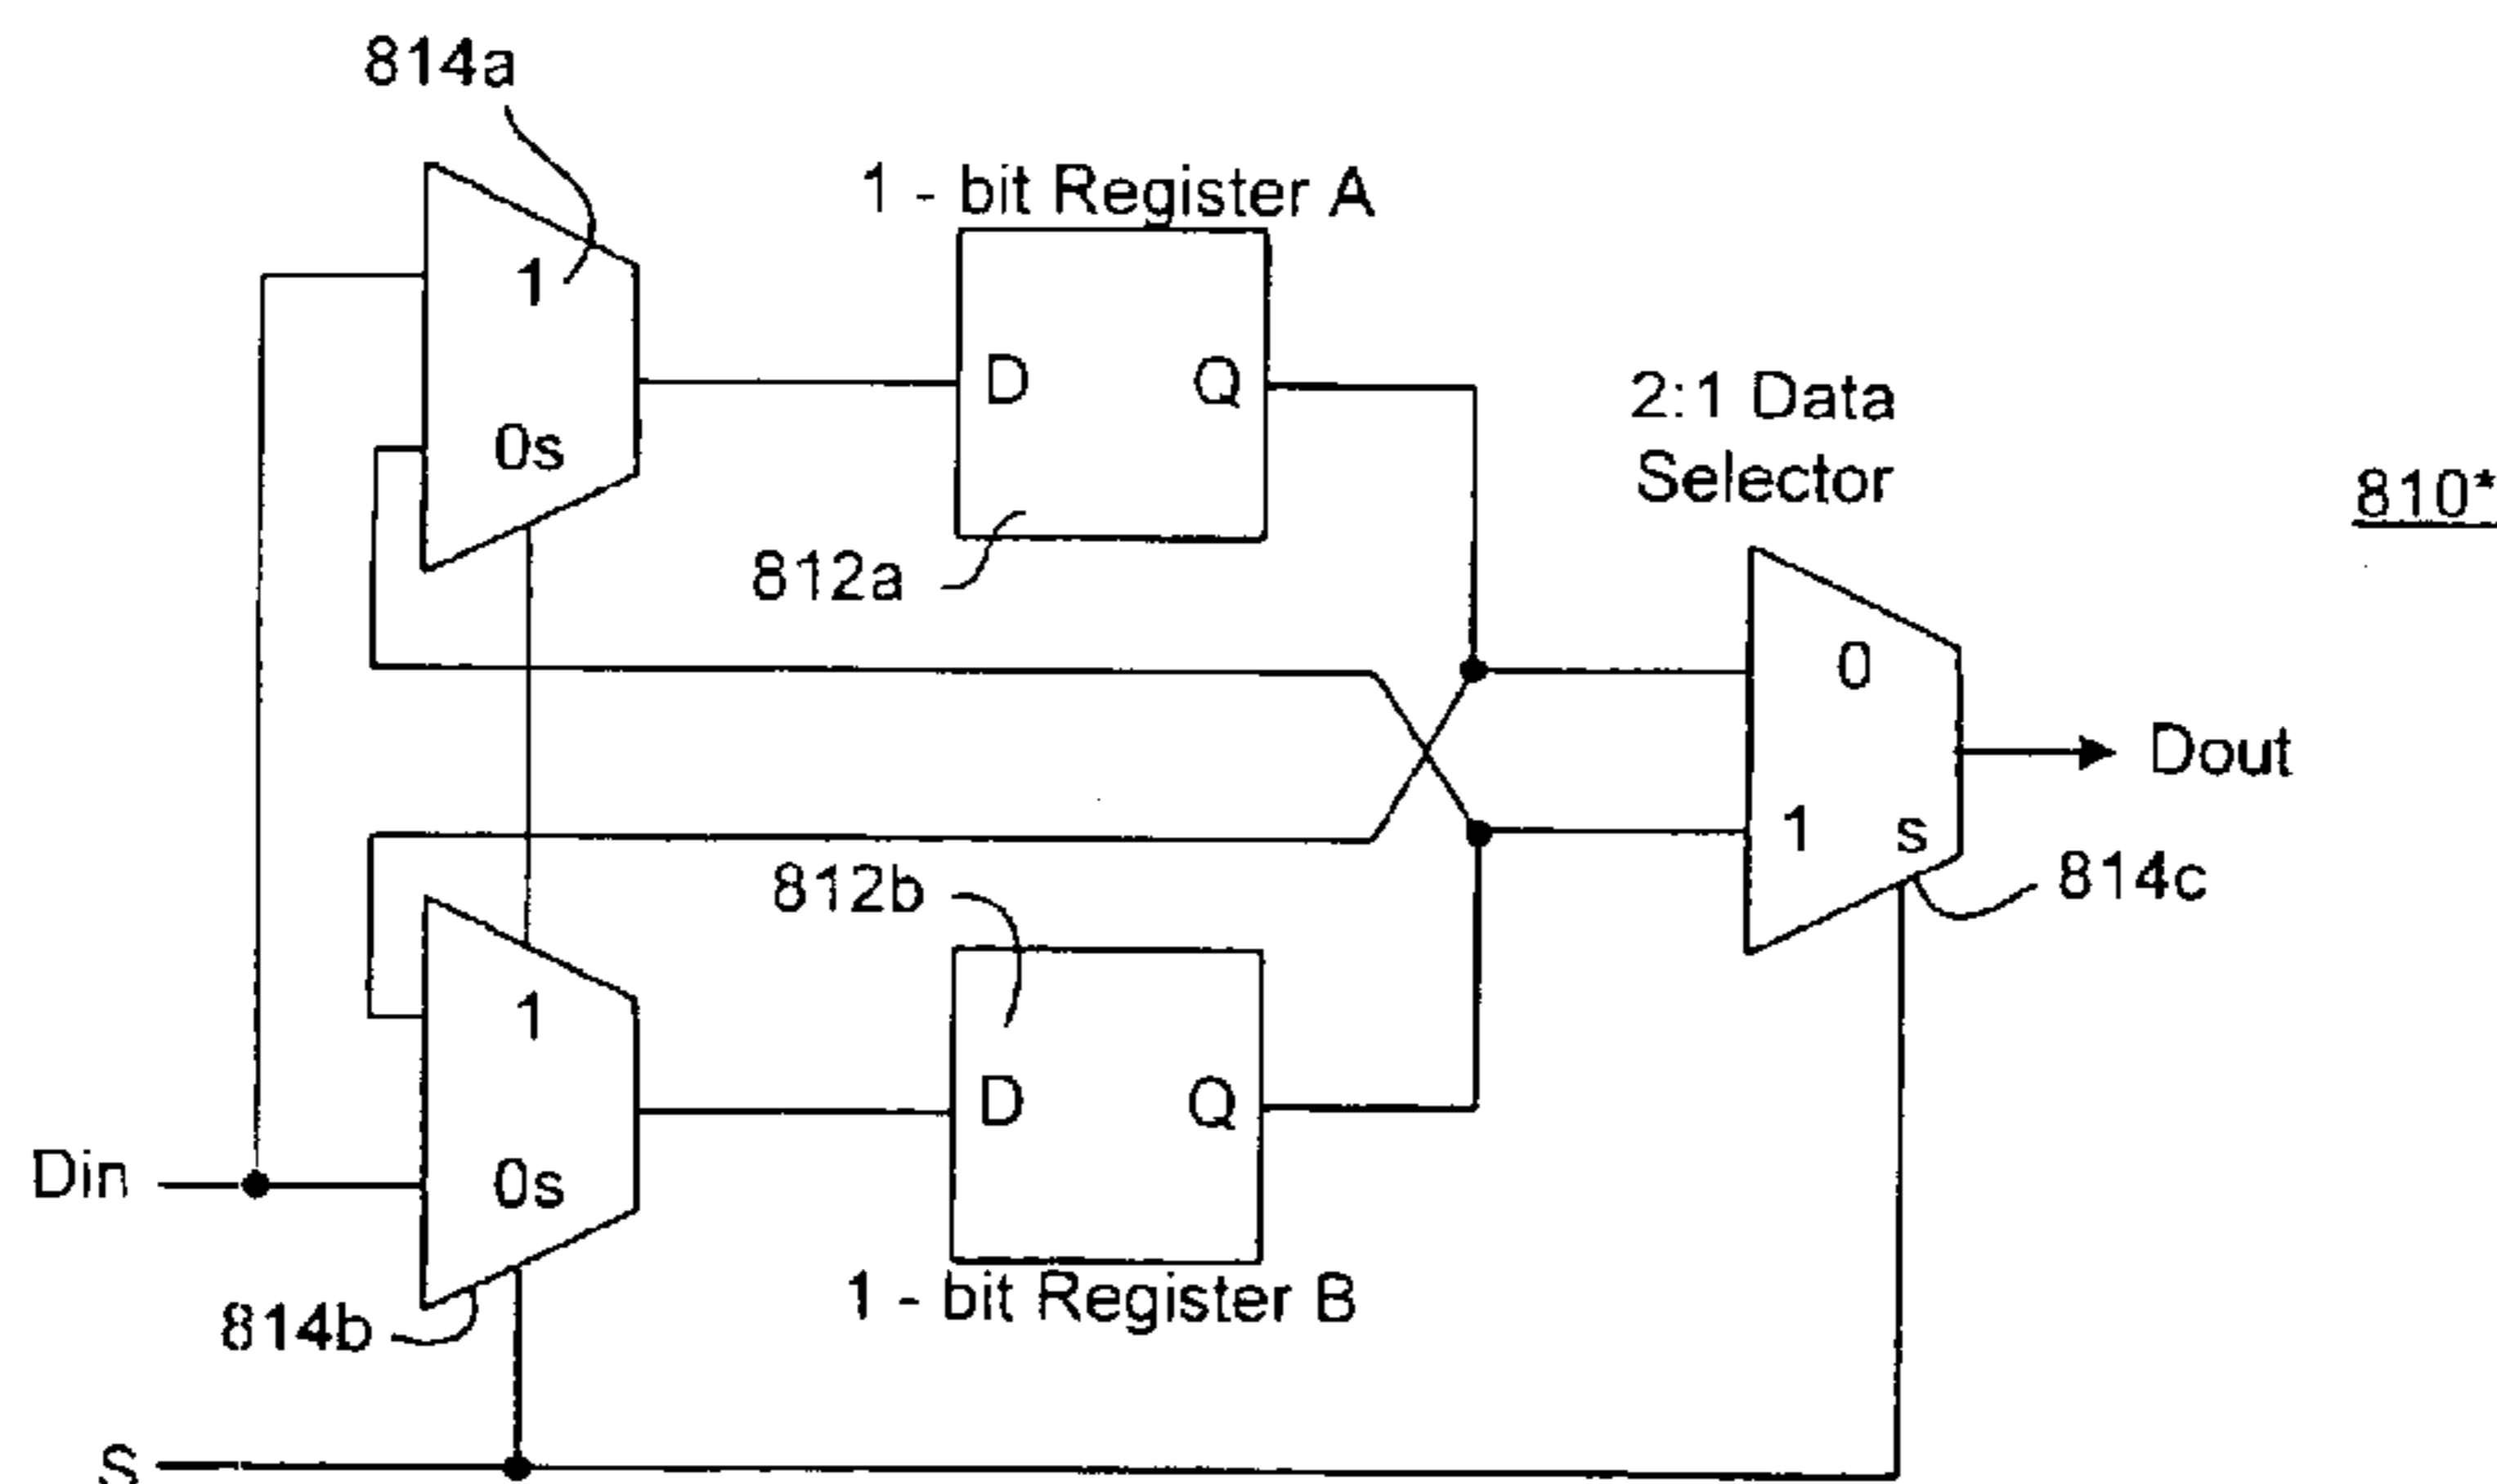 814a
1 - bit Register A
1
D
Q
2:1 Data
Selector
0s
810*
812a
0
Dout
1
s
812b
814c
1
D
Q
Din
0s
1 - bit Register B
814b
S